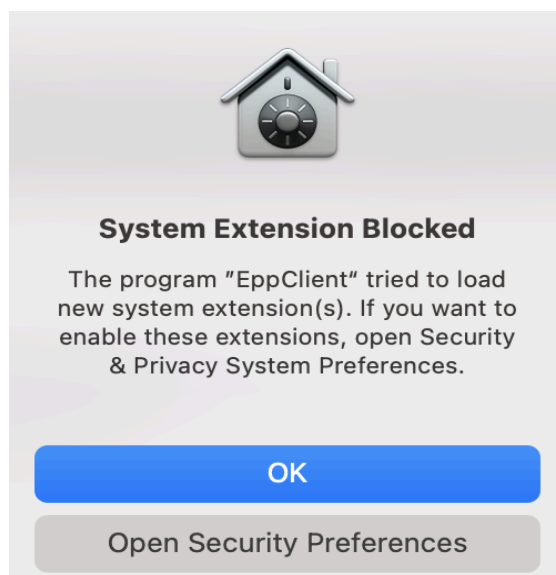 System Extension Blocked
The program "EppClient“ tried to load
new system extension(s). If you want to
enable these extensions, open Security
& Privacy System Preferences.
OK
Open Security Preferences